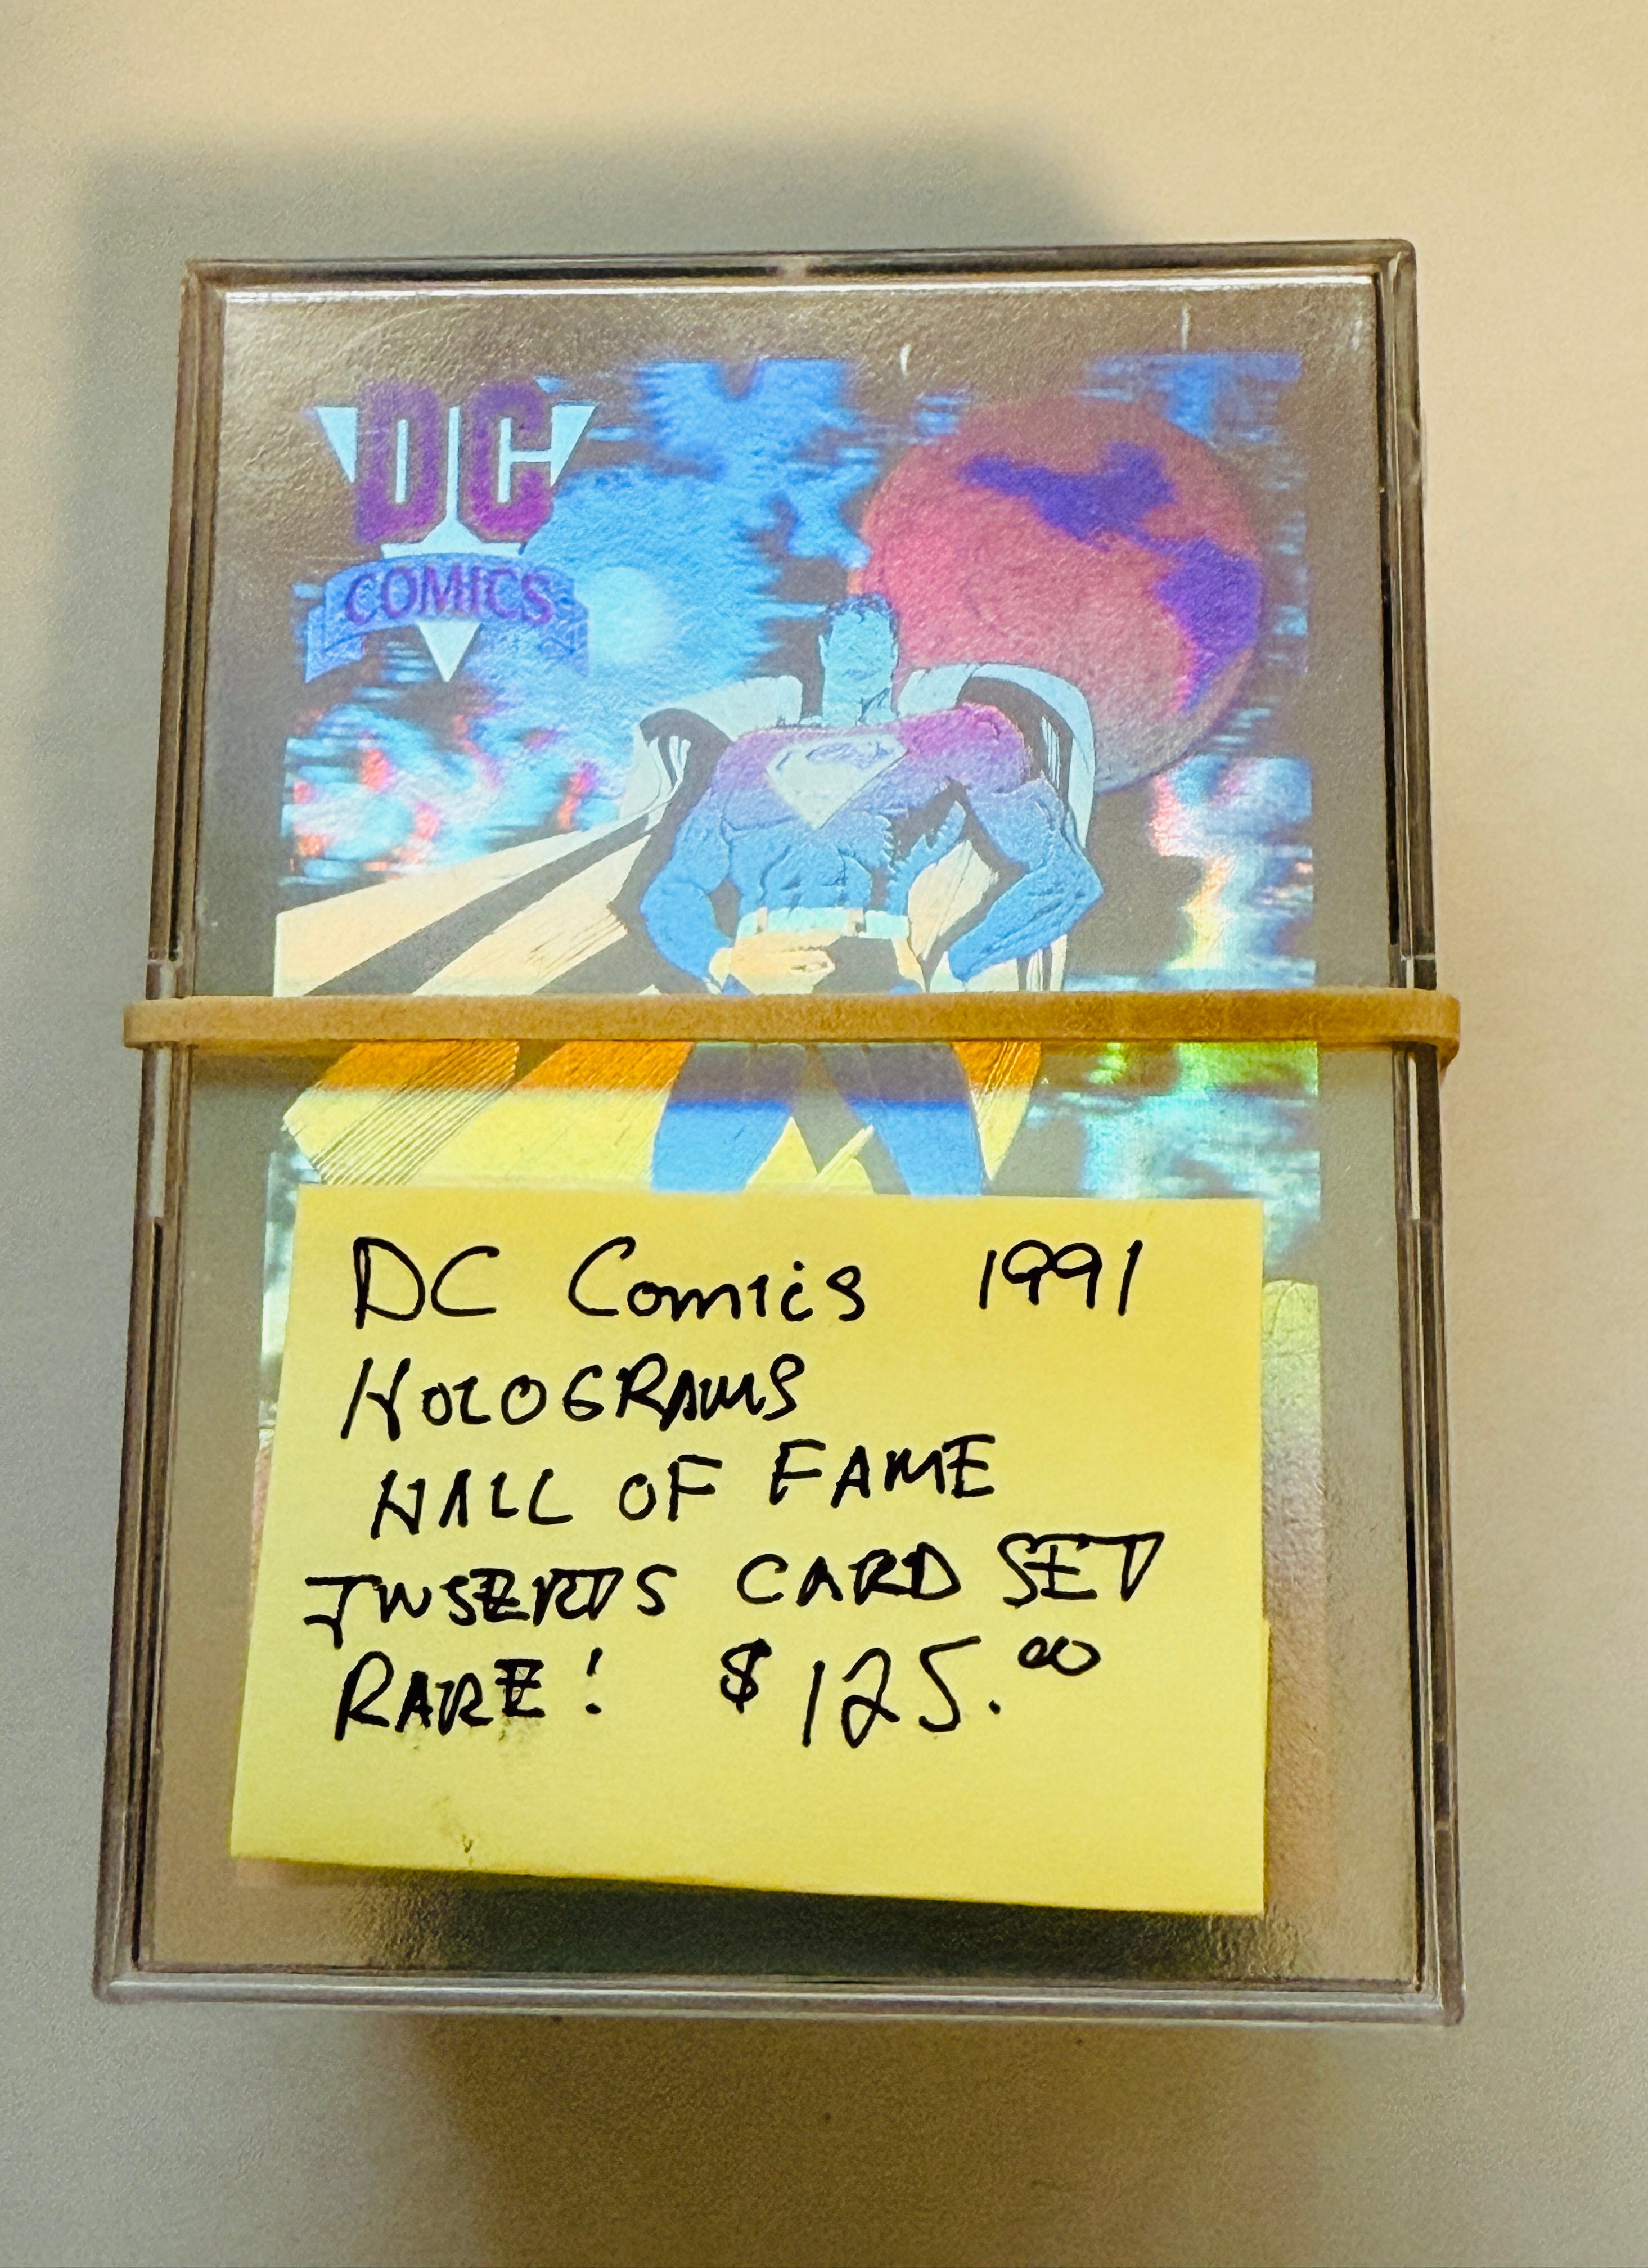 DC
COMICS
DC Comics 1991
HOLOGRAMS
HALL OF FAME
INSERTS CARD SET
RARE! $125.00